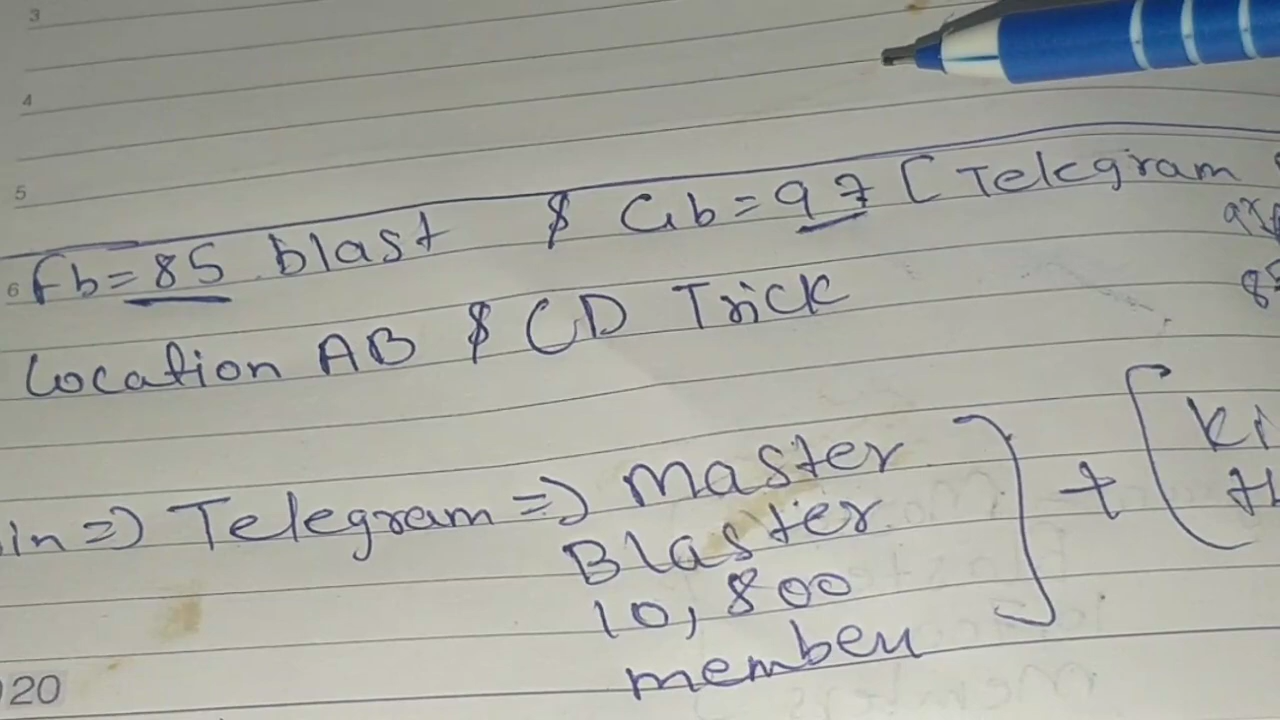 3
4
5
6 fb=85 blast $ Gb=97 [Telegram
Location AB $ CD Trick
in => Telegram => master
Blaster
10,800
member
20